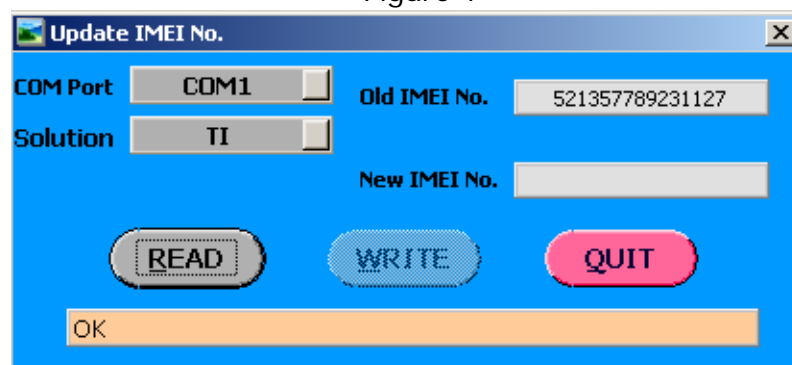 Update IMEI No.
COM Port COM1
Old IMEI No. 521357789231127
Solution TI
New IMEI No.
READ WRITE QUIT
OK